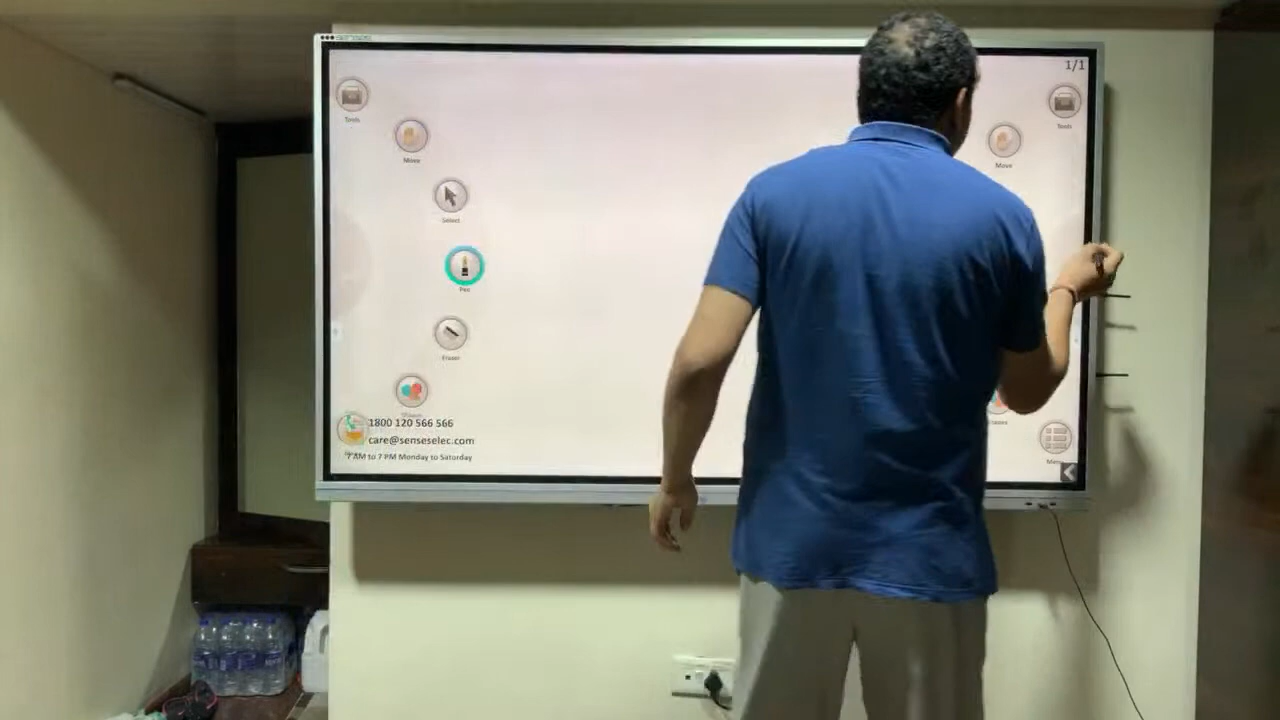 1/1
Tools
Tools
Move
Move
Select
Pen
Eraser
1800 120 566 566
care@senseselec.com
7 AM to 7 PM Monday to Saturday